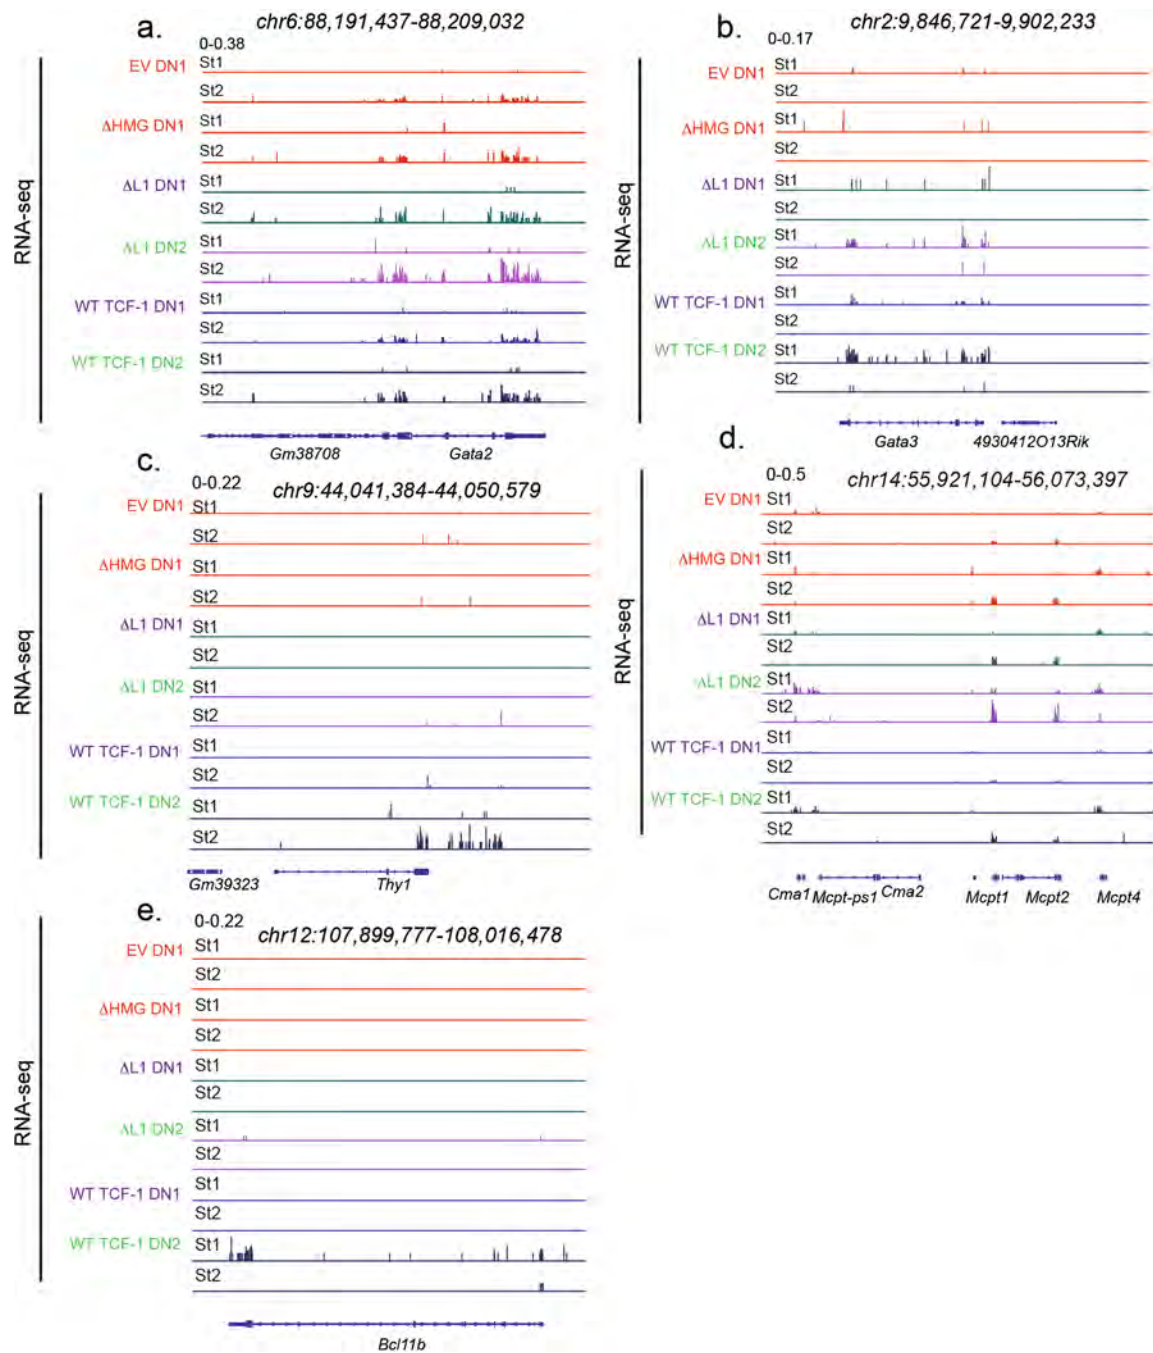 a.
chr6:88,191,437-88,209,032
0-0.38
RNA-seq
EV DN1
St1
St2
ΔHMG DN1
St1
St2
ΔL1 DN1
St1
St2
ΔL1 DN2
St1
St2
WT TCF-1 DN1
St1
St2
WT TCF-1 DN2
St1
St2
Gm38708
Gata2
b.
chr2:9,846,721-9,902,233
0-0.17
RNA-seq
EV DN1
St1
St2
ΔHMG DN1
St1
St2
ΔL1 DN1
St1
St2
ΔL1 DN2
St1
St2
WT TCF-1 DN1
St1
St2
WT TCF-1 DN2
St1
St2
Gata3
4930412O13Rik
c.
chr9:44,041,384-44,050,579
0-0.22
RNA-seq
EV DN1
St1
St2
ΔHMG DN1
St1
St2
ΔL1 DN1
St1
St2
ΔL1 DN2
St1
St2
WT TCF-1 DN1
St1
St2
WT TCF-1 DN2
St1
St2
Gm39323
Thy1
d.
chr14:55,921,104-56,073,397
0-0.5
RNA-seq
EV DN1
St1
St2
ΔHMG DN1
St1
St2
ΔL1 DN1
St1
St2
ΔL1 DN2
St1
St2
WT TCF-1 DN1
St1
St2
WT TCF-1 DN2
St1
St2
Cma1
Mcpt-ps1
Cma2
Mcpt1
Mcpt2
Mcpt4
e.
chr12:107,899,777-108,016,478
0-0.22
RNA-seq
EV DN1
St1
St2
ΔHMG DN1
St1
St2
ΔL1 DN1
St1
St2
ΔL1 DN2
St1
St2
WT TCF-1 DN1
St1
St2
WT TCF-1 DN2
St1
St2
Bcl11b